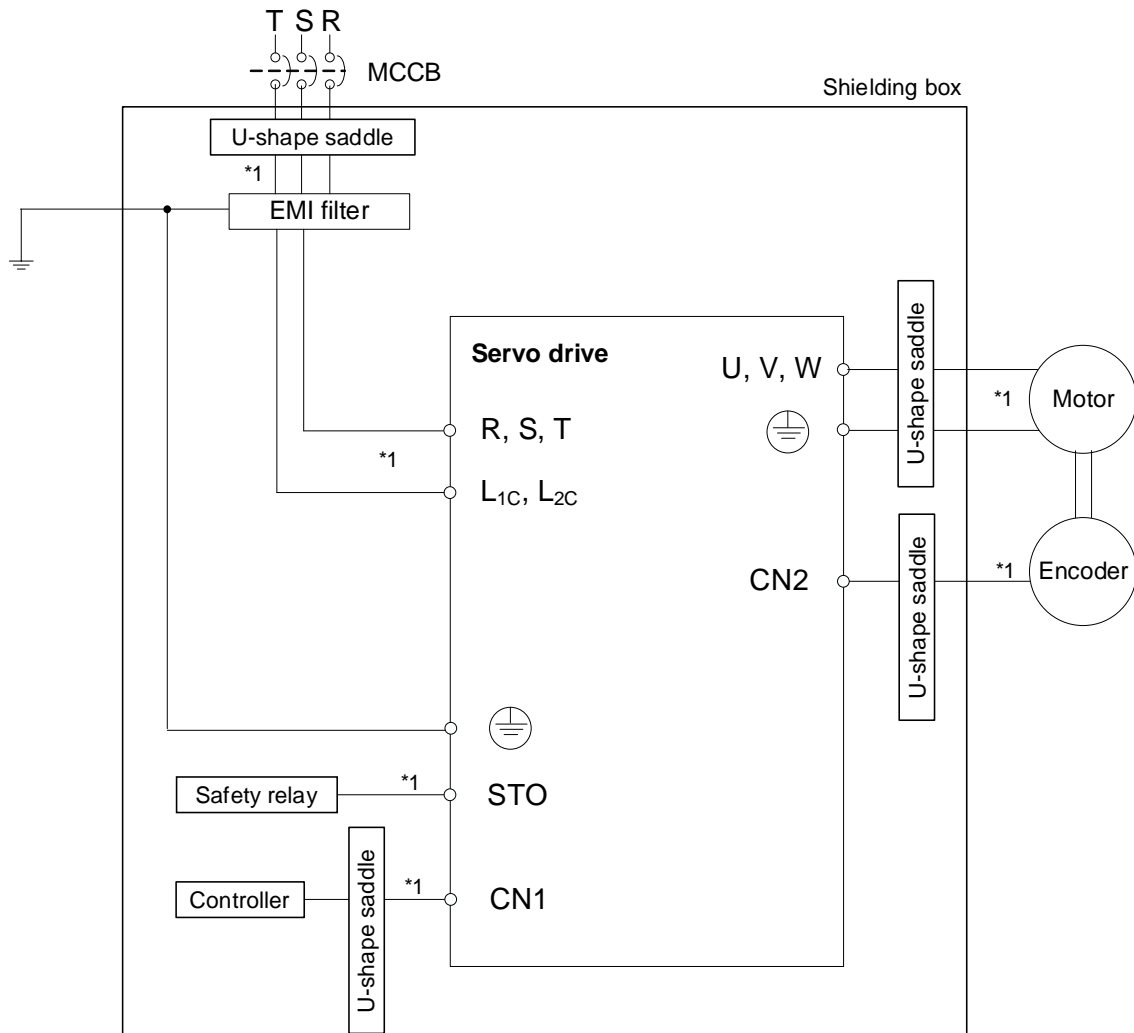 T S R
MCCB
Shielding box
U-shape saddle
*1
EMI filter
Servo drive
U, V, W
U-shape saddle
*1
Motor
R, S, T
*1
L1C, L2C
CN2
U-shape saddle
*1
Encoder
Safety relay
*1
STO
Controller
U-shape saddle
*1
CN1